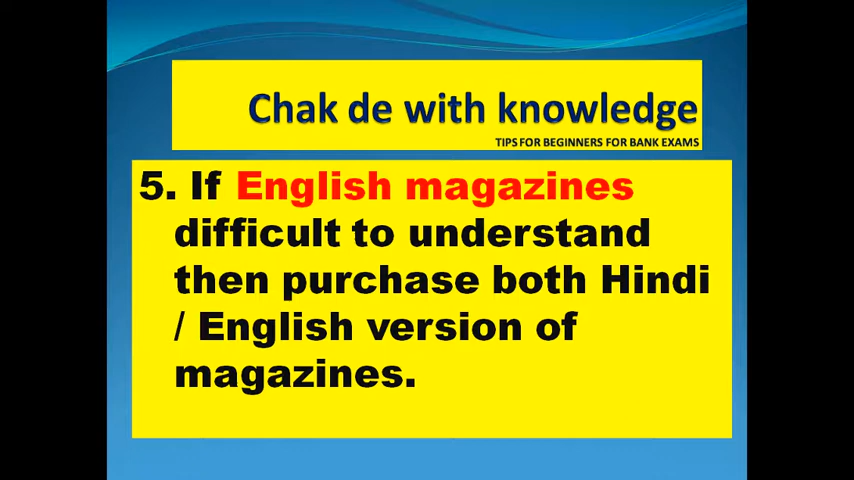 Chak de with knowledge
TIPS FOR BEGINNERS FOR BANK EXAMS
5. If English magazines
difficult to understand
then purchase both Hindi
/ English version of
magazines.